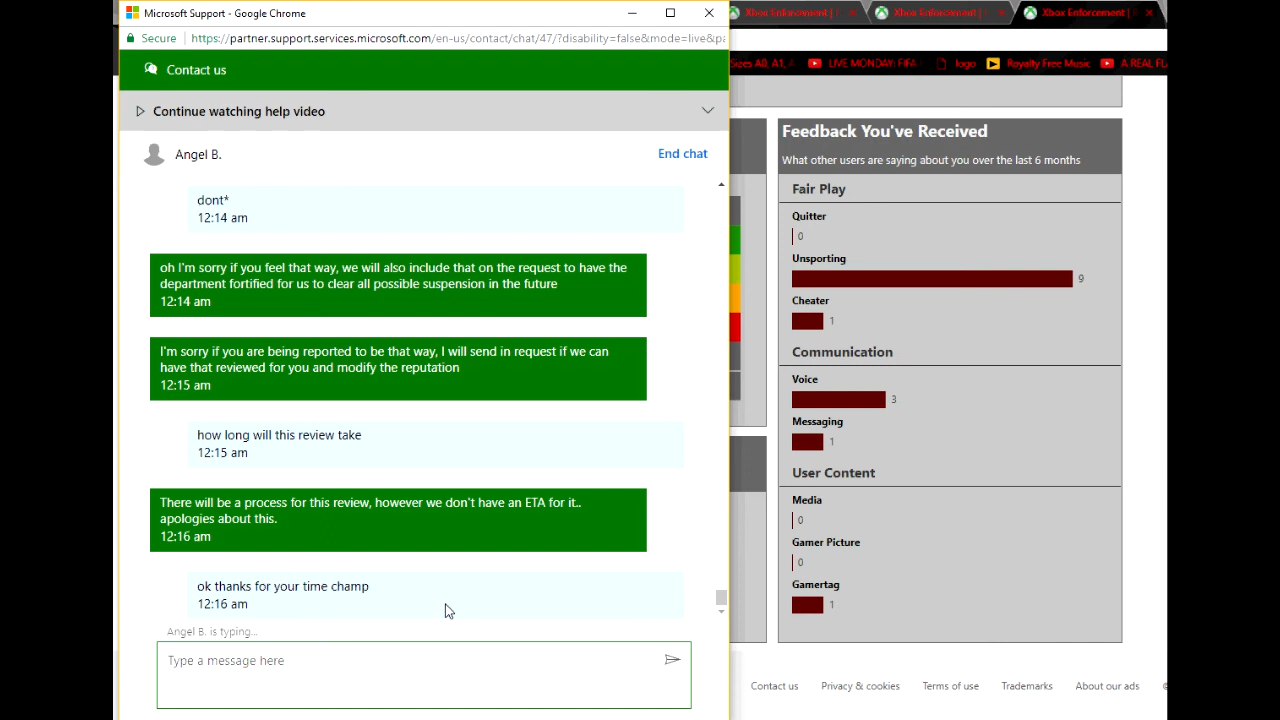 Microsoft Support - Google Chrome
Secure https://partner.support.services.microsoft.com/en-us/contact/chat/47/?disability=false&mode=live&pa
Contact us
Continue watching help video
Angel B.
End chat
dont*
12:14 am
oh I'm sorry if you feel that way, we will also include that on the request to have the
department fortified for us to clear all possible suspension in the future
12:14 am
I'm sorry if you are being reported to be that way, I will send in request if we can
have that reviewed for you and modify the reputation
12:15 am
how long will this review take
12:15 am
There will be a process for this review, however we don't have an ETA for it..
apologies about this.
12:16 am
ok thanks for your time champ
12:16 am
Angel B. is typing...
Type a message here
Xbox Enforcement |
Xbox Enforcement |
Xbox Enforcement |
Sizes A0, A1, A
LIVE MONDAY: FIFA
logo
Royalty Free Music
A REAL FL
Feedback You've Received
What other users are saying about you over the last 6 months
Fair Play
Quitter
0
Unsporting
9
Cheater
1
Communication
Voice
3
Messaging
1
User Content
Media
0
Gamer Picture
0
Gamertag
1
Contact us Privacy & cookies Terms of use Trademarks About our ads ©